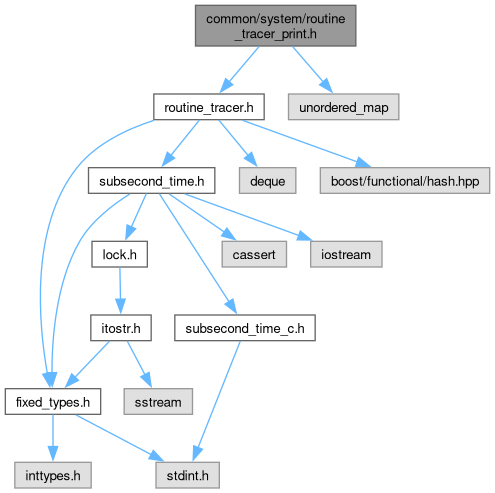 common/system/routine
_tracer_print.h
routine_tracer.h
unordered_map
subsecond_time.h
deque
boost/functional/hash.hpp
lock.h
cassert
iostream
itostr.h
subsecond_time_c.h
fixed_types.h
sstream
inttypes.h
stdint.h